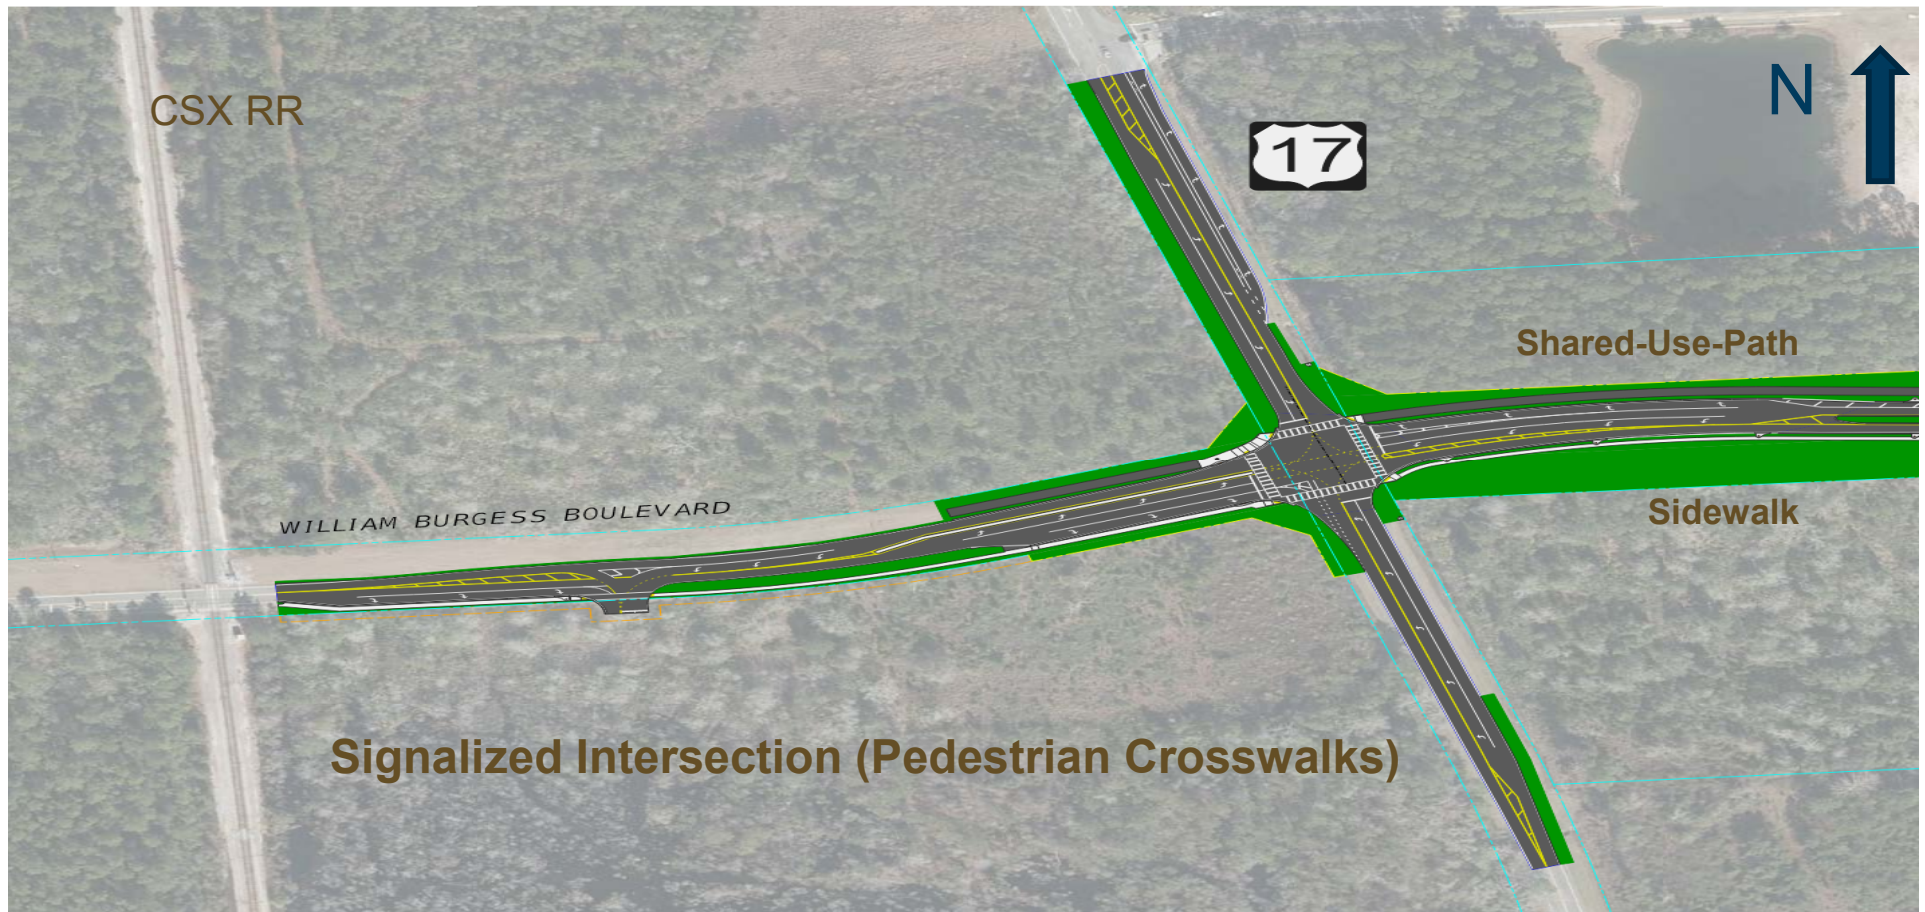 CSX RR
17
N
Shared-Use-Path
WILLIAM BURGESS BOULEVARD
Sidewalk
Signalized Intersection (Pedestrian Crosswalks)